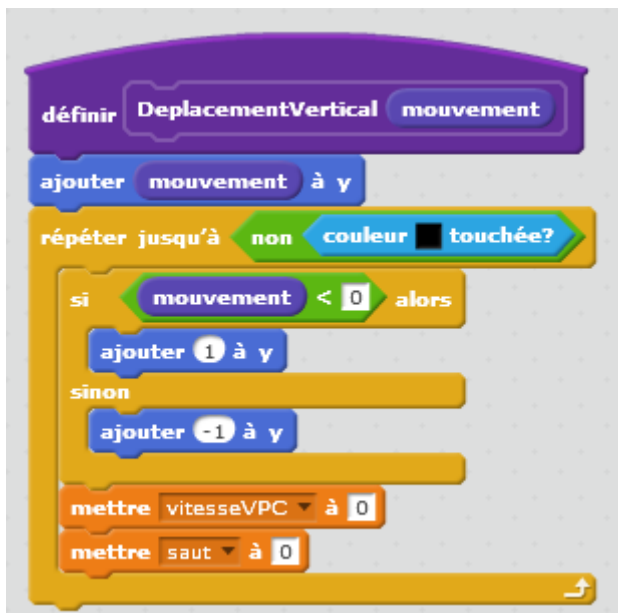 définir DeplacementVertical mouvement
ajouter mouvement à y
répéter jusqu'à non couleur touchée?
si mouvement < 0 alors
ajouter 1 à y
sinon
ajouter -1 à y
mettre vitesseVPC à 0
mettre saut à 0